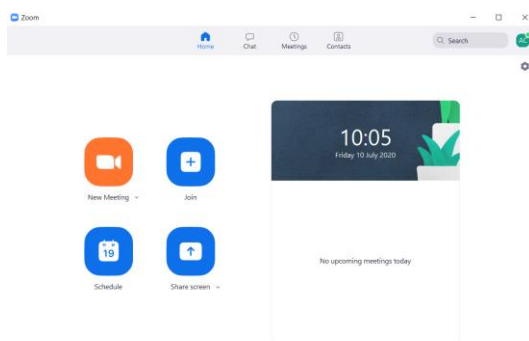 Zoom
Home
Chat
Meetings
Contacts
Search
AC
10:05
Friday 10 July 2020
New Meeting
Join
19
Schedule
Share screen
No upcoming meetings today